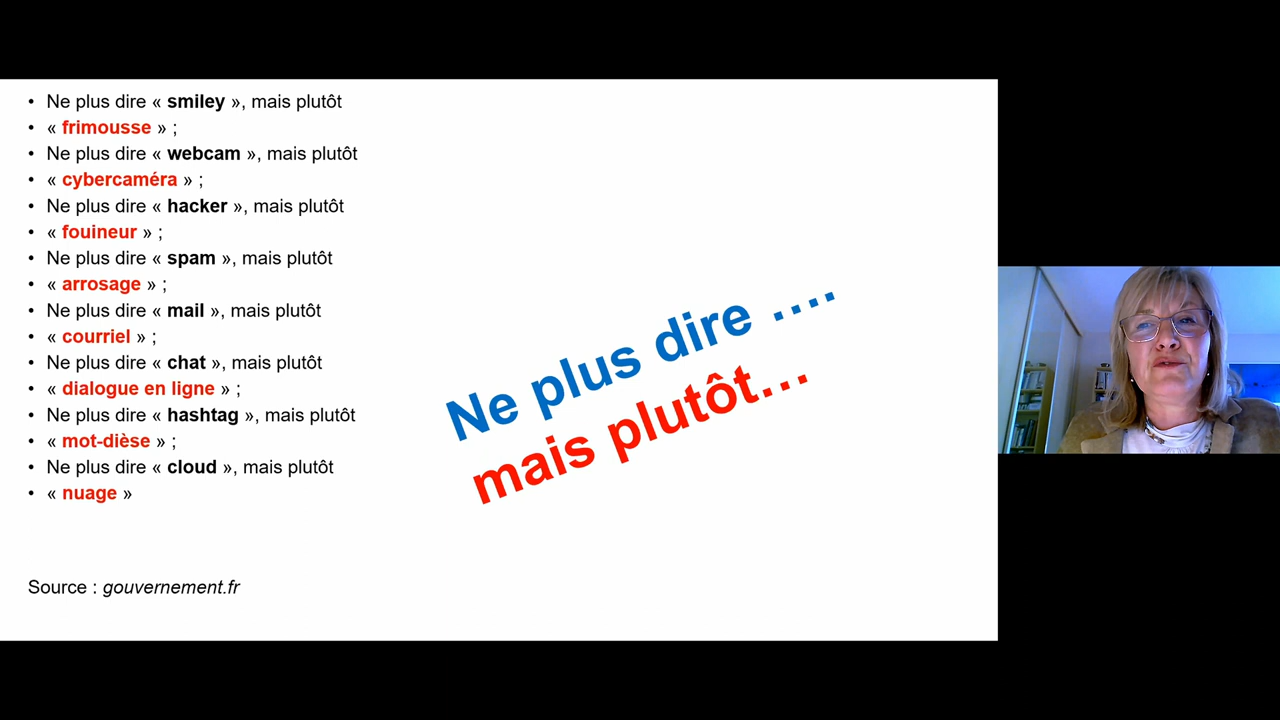 • Ne plus dire « smiley », mais plutôt
• « frimousse » ;
• Ne plus dire « webcam », mais plutôt
• « cybercaméra » ;
• Ne plus dire « hacker », mais plutôt
• « fouineur » ;
• Ne plus dire « spam », mais plutôt
• « arrosage » ;
• Ne plus dire « mail », mais plutôt
• « courriel » ;
• Ne plus dire « chat », mais plutôt
• « dialogue en ligne » ;
• Ne plus dire « hashtag », mais plutôt
• « mot-dièse » ;
• Ne plus dire « cloud », mais plutôt
• « nuage »
Source : gouvernement.fr
Ne plus dire ....
mais plutôt...